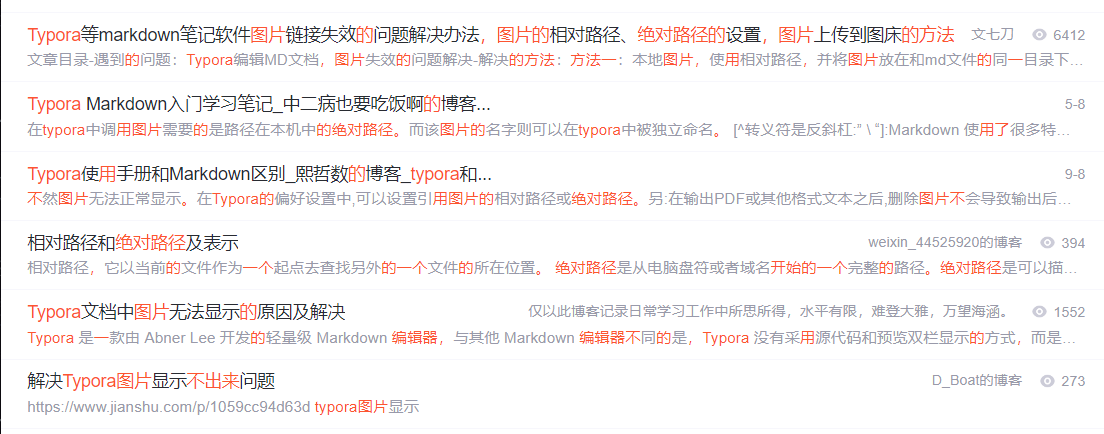 Typora等markdown笔记软件图片链接失效的问题解决办法，图片的相对路径、绝对路径的设置，图片上传到图床的方法 文七刀 6412
文章目录-遇到的问题：Typora编辑MD文档，图片失效的问题解决-解决的方法：方法一：本地图片，使用相对路径，并将图片放在和md文件的同一目录下...
Typora Markdown入门学习笔记_中二病也要吃饭啊的博客... 5-8
在typora中调用图片需要的是路径在本机中的绝对路径。而该图片的名字则可以在typora中被独立命名。 [^转义符是反斜杠:” \ “]:Markdown 使用了很多特...
Typora使用手册和Markdown区别_熙哲数的博客_typora和... 9-8
不然图片无法正常显示。在Typora的偏好设置中,可以设置引用图片的相对路径或绝对路径。另:在输出PDF或其他格式文本之后,删除图片不会导致输出后...
相对路径和绝对路径及表示 weixin_44525920的博客 394
相对路径，它以当前的文件作为一个起点去查找另外的一个文件的所在位置。 绝对路径是从电脑盘符或者域名开始的一个完整的路径。绝对路径是可以描...
Typora文档中图片无法显示的原因及解决 仅以此博客记录日常学习工作中所思所得，水平有限，难登大雅，万望海涵。 1552
Typora 是一款由 Abner Lee 开发的轻量级 Markdown 编辑器，与其他 Markdown 编辑器不同的是，Typora 没有采用源代码和预览双栏显示的方式，而是...
解决Typora图片显示不出来问题 D_Boat的博客 273
https://www.jianshu.com/p/1059cc94d63d typora图片显示